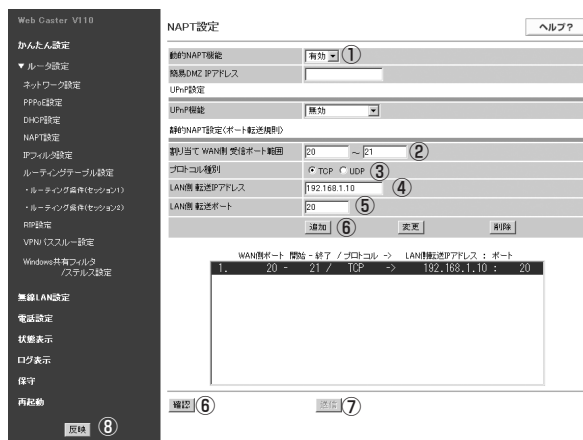 Web Caster V110
かんたん設定
▼ ルータ設定
ネットワーク設定
PPPoE設定
DHCP設定
NAPT設定
IPフィルタ設定
ルーティングテーブル設定
・ルーティング条件(セッション1)
・ルーティング条件(セッション2)
RIP設定
VPNパススルー設定
Windows共有フィルタ
/ステルス設定
無線LAN設定
電話設定
状態表示
ログ表示
保守
再起動
反映 ⑧
NAPT設定 ヘルプ?
動的NAPT機能 有効 ①
簡易DMZ IPアドレス
UPnP設定
UPnP機能 無効
静的NAPT設定(ポート転送規則)
割り当て WAN側 受信ポート範囲 20 ~ 21 ②
プロトコル種別 TCP UDP ③
LAN側 転送IPアドレス 192.168.1.10 ④
LAN側 転送ポート 20 ⑤
追加 ⑥ 変更 削除
WAN側ポート 開始 - 終了 / プロトコル -> LAN側転送IPアドレス : ポート
1. 20 - 21 / TCP -> 192.168.1.10 : 20
確認 ⑥ 送信 ⑦